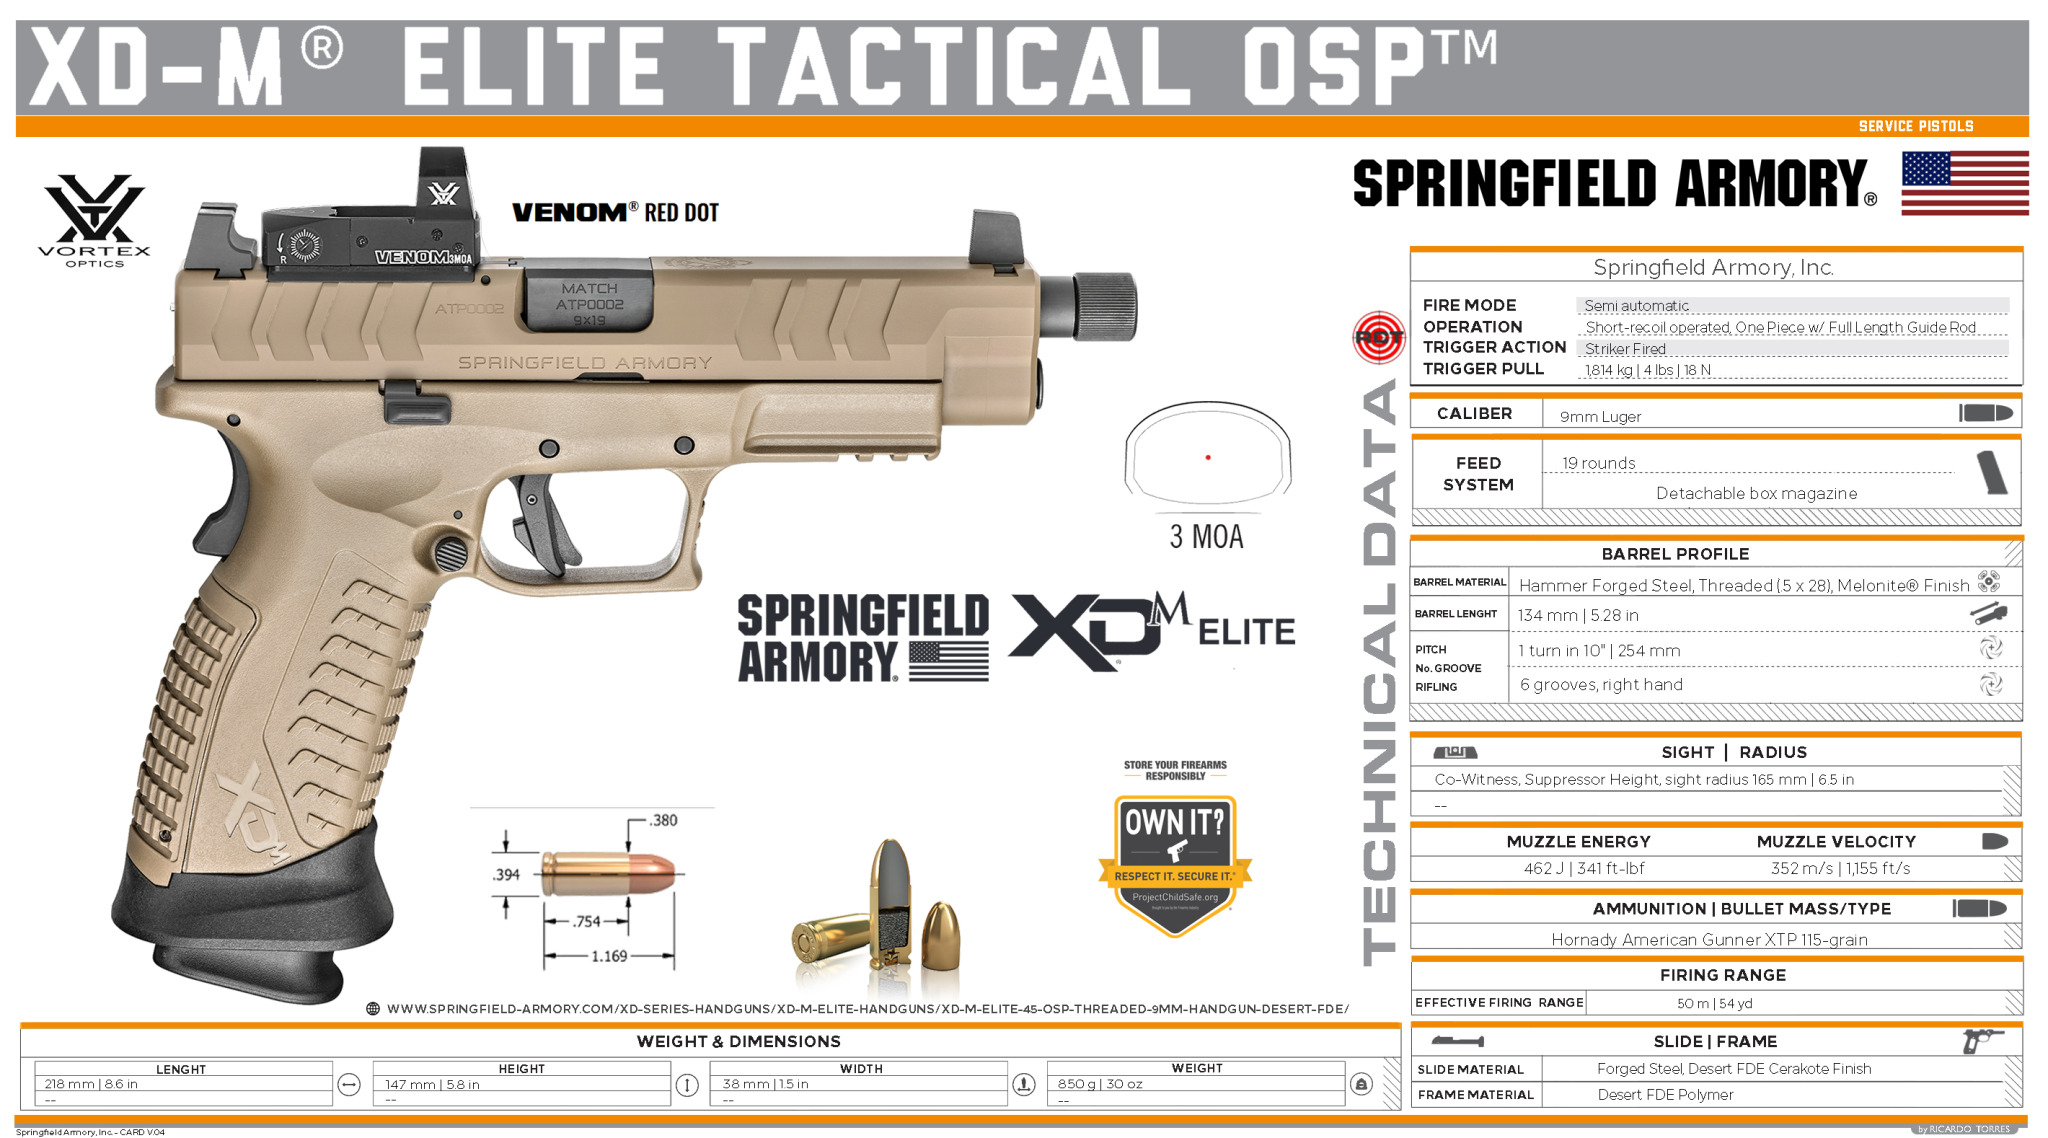 XD-M® ELITE TACTICAL OSP™
SERVICE PISTOLS
VORTEX
OPTICS
VENOM® RED DOT
SPRINGFIELD ARMORY®
R
VENOM 3MOA
MATCH
ATP0002
9x19
ATP0002
SPRINGFIELD ARMORY
XDM
3 MOA
SPRINGFIELD
ARMORY®
XDM ELITE
STORE YOUR FIREARMS
RESPONSIBLY
OWN IT?
RESPECT IT. SECURE IT.®
ProjectChildSafe.org
.380
.394
.754
1.169
WWW.SPRINGFIELD-ARMORY.COM/XD-SERIES-HANDGUNS/XD-M-ELITE-HANDGUNS/XD-M-ELITE-45-OSP-THREADED-9MM-HANDGUN-DESERT-FDE/
TECHNICAL DATA
RDT
Springfield Armory, Inc.
FIRE MODE Semi automatic
OPERATION Short-recoil operated, One Piece w/ Full Length Guide Rod
TRIGGER ACTION Striker Fired
TRIGGER PULL 1,814 kg | 4 lbs | 18 N
CALIBER 9mm Luger
FEED
SYSTEM
19 rounds
Detachable box magazine
BARREL PROFILE
BARREL MATERIAL Hammer Forged Steel, Threaded (.5 x 28), Melonite® Finish
BARREL LENGHT 134 mm | 5.28 in
PITCH
No. GROOVE
RIFLING
1 turn in 10" | 254 mm
6 grooves, right hand
SIGHT | RADIUS
Co-Witness, Suppressor Height, sight radius 165 mm | 6.5 in
--
MUZZLE ENERGY MUZZLE VELOCITY
462 J | 341 ft-lbf 352 m/s | 1,155 ft/s
AMMUNITION | BULLET MASS/TYPE
Hornady American Gunner XTP 115-grain
FIRING RANGE
EFFECTIVE FIRING RANGE 50 m | 54 yd
SLIDE | FRAME
SLIDE MATERIAL Forged Steel, Desert FDE Cerakote Finish
FRAME MATERIAL Desert FDE Polymer
WEIGHT & DIMENSIONS
LENGHT HEIGHT WIDTH WEIGHT
218 mm | 8.6 in 147 mm | 5.8 in 38 mm | 1.5 in 850 g | 30 oz
-- -- -- --
Springfield Armory, Inc. - CARD V.04
by RICARDO TORRES